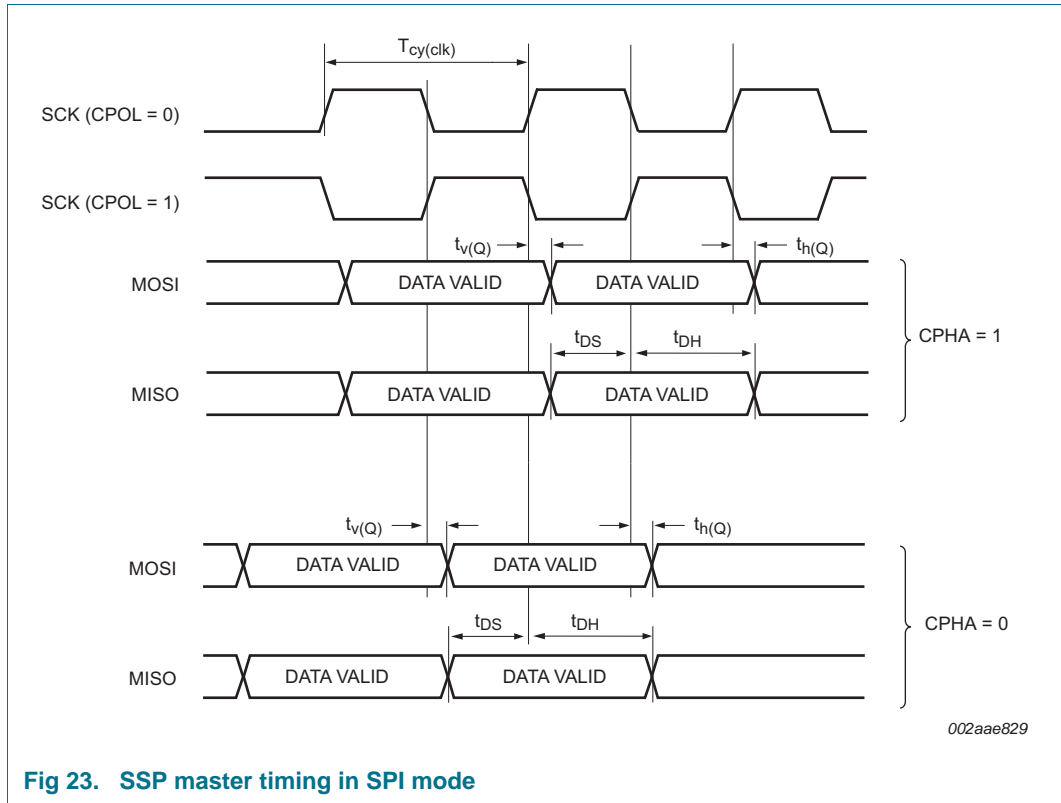 Tcy(clk)
SCK (CPOL = 0)
SCK (CPOL = 1)
tv(Q)
th(Q)
MOSI
DATA VALID
DATA VALID
tDS
tDH
CPHA = 1
MISO
DATA VALID
DATA VALID
tv(Q)
th(Q)
MOSI
DATA VALID
DATA VALID
tDS
tDH
CPHA = 0
MISO
DATA VALID
DATA VALID
002aae829
Fig 23. SSP master timing in SPI mode